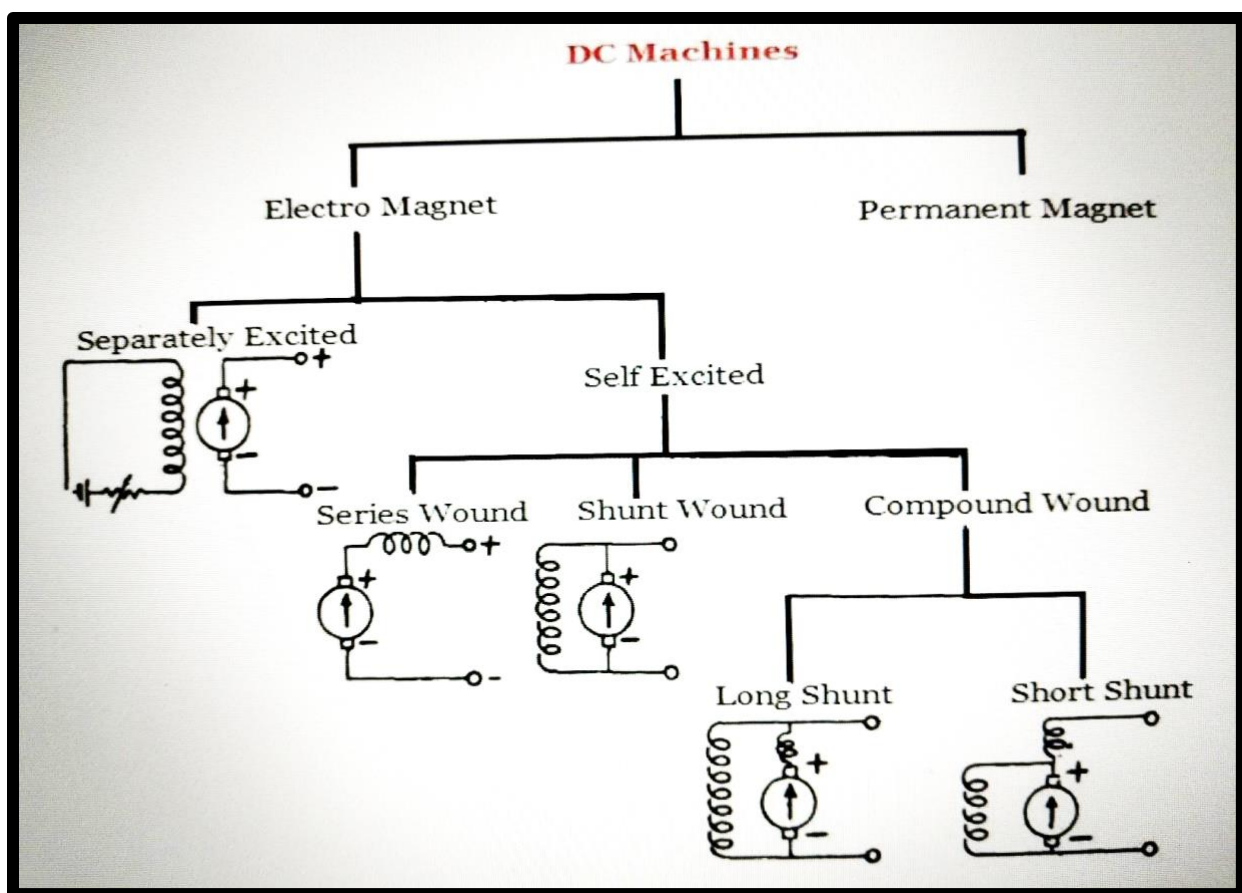 DC Machines
Electro Magnet
Permanent Magnet
Separately Excited
+
+
-
-
Self Excited
Series Wound
Shunt Wound
Compound Wound
+
+
-
-
+
-
Long Shunt
Short Shunt
+
-
+
-